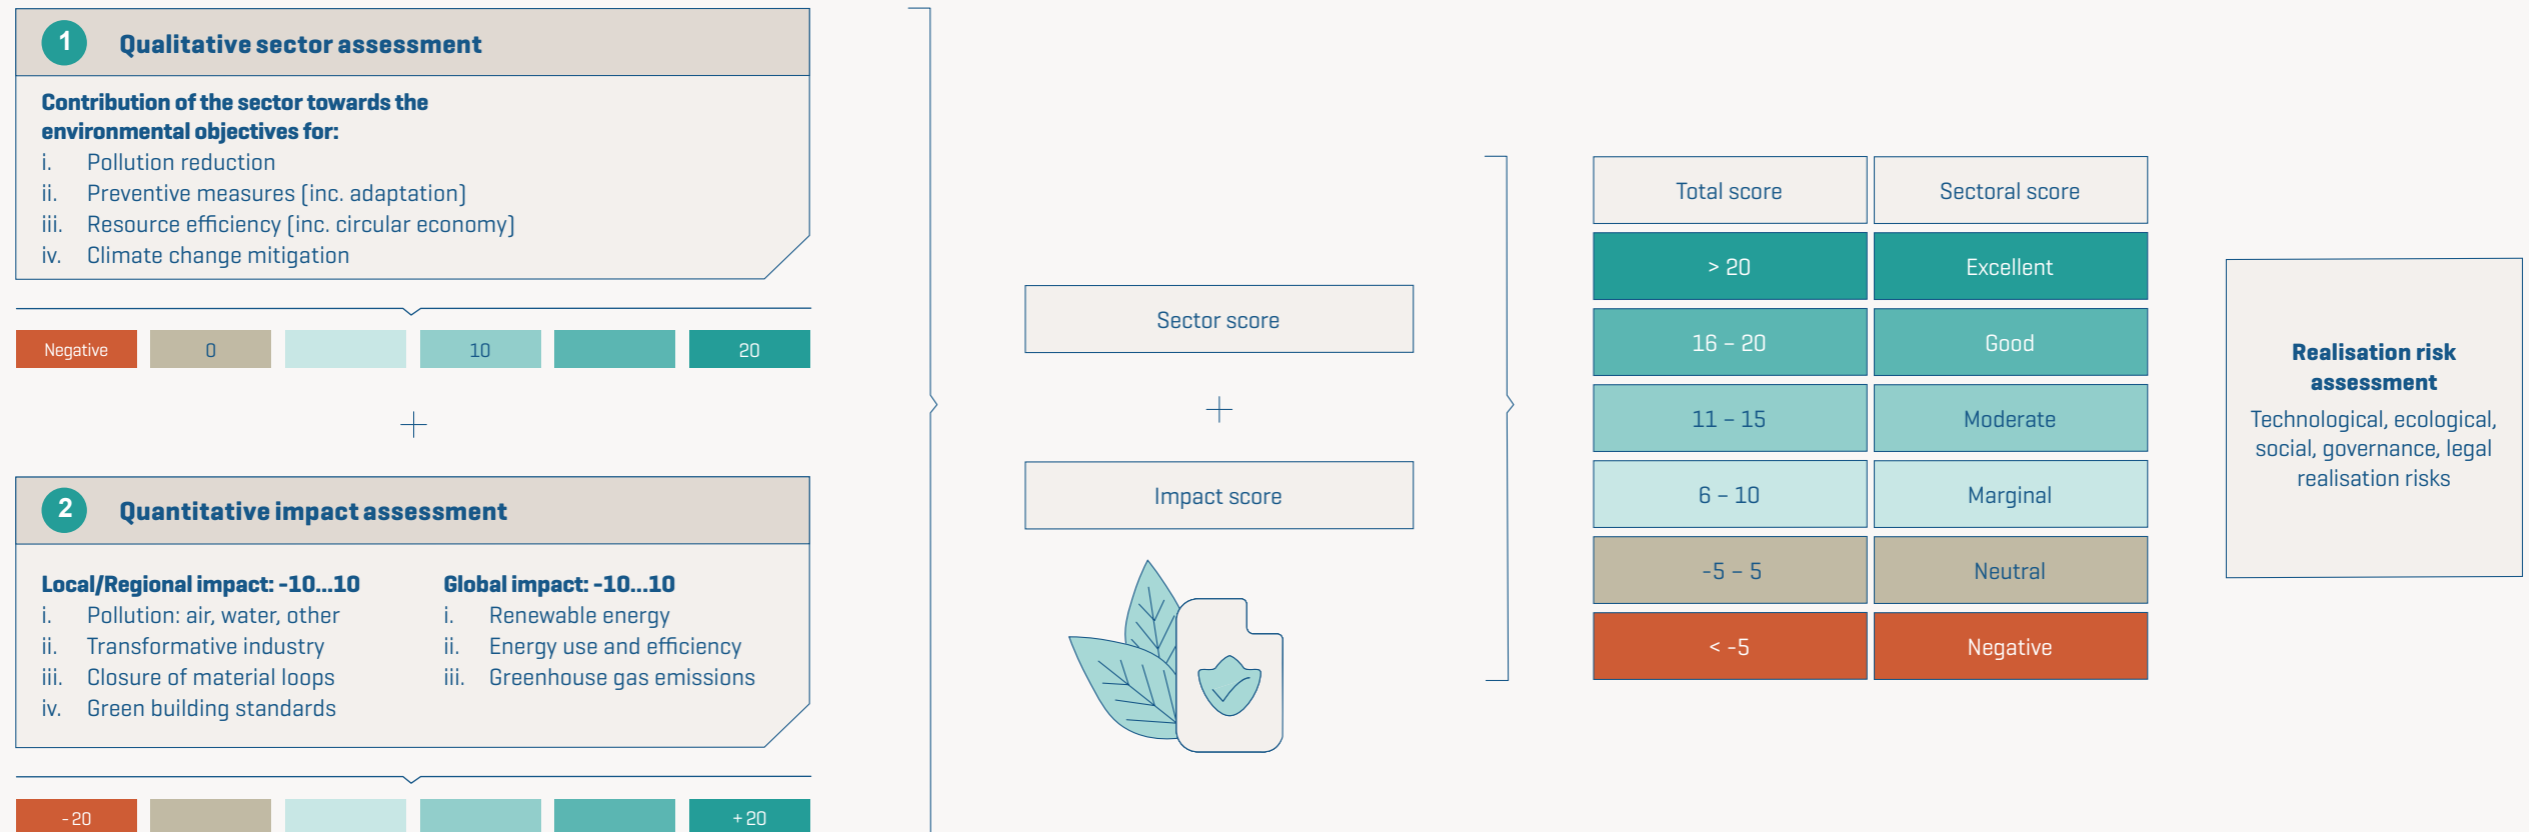 1 Qualitative sector assessment
Contribution of the sector towards the
environmental objectives for:
i. Pollution reduction
ii. Preventive measures (inc. adaptation)
iii. Resource efficiency (inc. circular economy)
iv. Climate change mitigation
Negative 0 10 20
+
2 Quantitative impact assessment
Local/Regional impact: -10...10
i. Pollution: air, water, other
ii. Transformative industry
iii. Closure of material loops
iv. Green building standards
Global impact: -10...10
i. Renewable energy
ii. Energy use and efficiency
iii. Greenhouse gas emissions
- 20 + 20
Sector score
+
Impact score
Total score Sectoral score
> 20 Excellent
16 – 20 Good
11 – 15 Moderate
6 – 10 Marginal
-5 – 5 Neutral
< -5 Negative
Realisation risk
assessment
Technological, ecological,
social, governance, legal
realisation risks